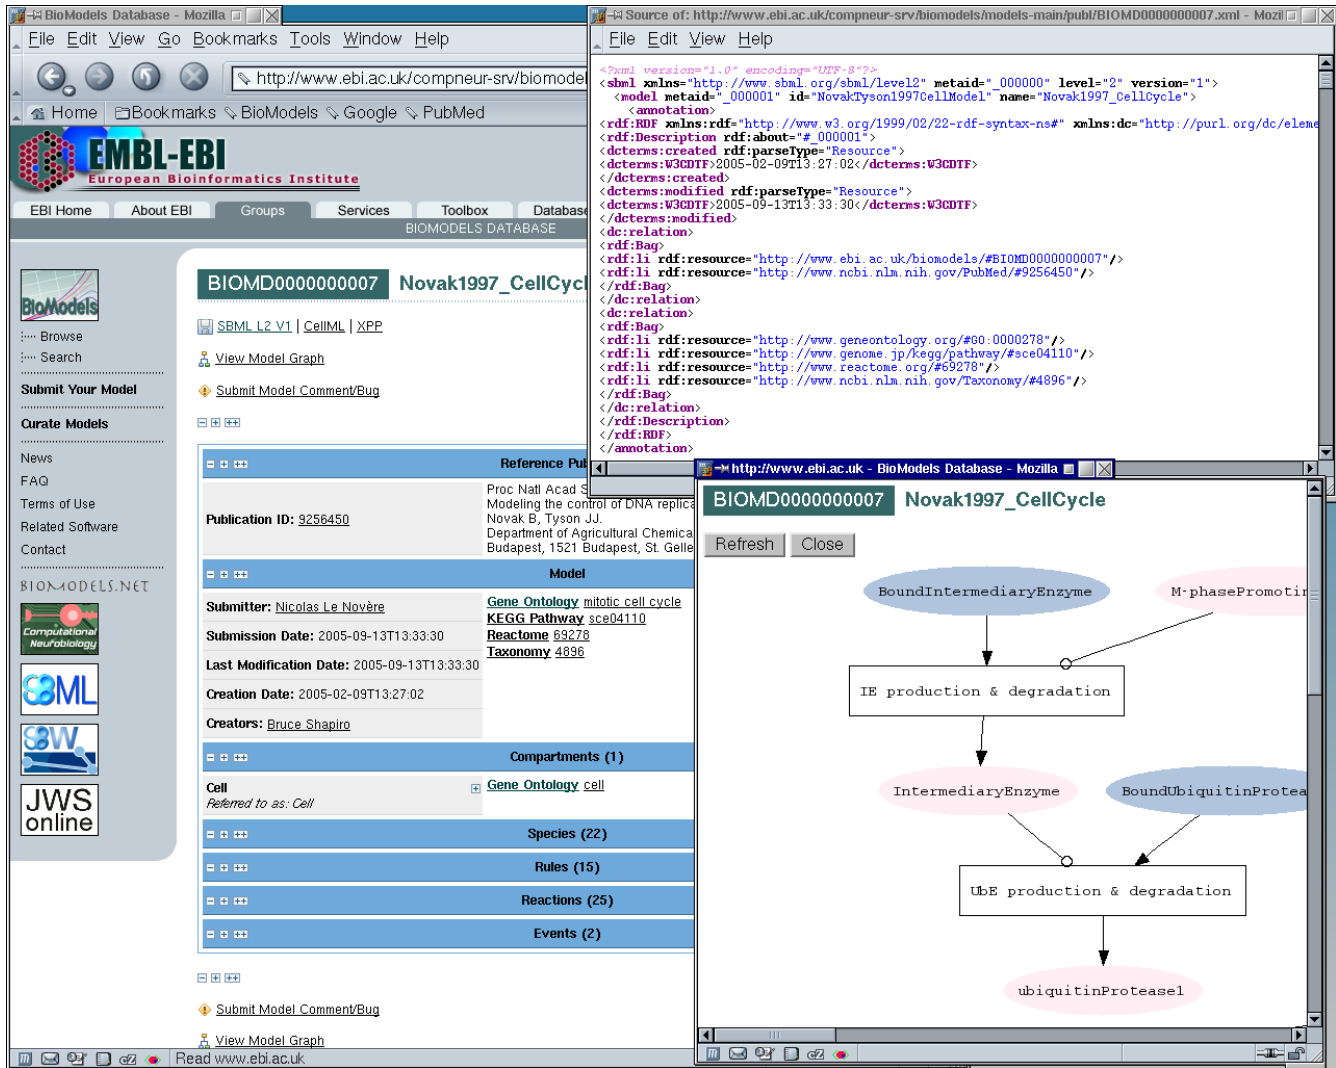 BioModels Database - Mozilla
File Edit View Go Bookmarks Tools Window Help
http://www.ebi.ac.uk/compneur-srv/biomodel
Home Bookmarks BioModels Google PubMed
EMBL-EBI
European Bioinformatics Institute
EBI Home About EBI Groups Services Toolbox Database
BIOMODELS DATABASE
BioModels
Browse
Search
Submit Your Model
Curate Models
News
FAQ
Terms of Use
Related Software
Contact
BIOMODELS.NET
Computational
Neurobiology
SBML
SBW
JWS
online
BIOMD0000000007 Novak1997_CellCycl
SBML L2 V1 | CellML | XPP
View Model Graph
Submit Model Comment/Bug
Reference Pub
Publication ID: 9256450
Proc Natl Acad S
Modeling the control of DNA replica
Novak B, Tyson JJ.
Department of Agricultural Chemica
Budapest, 1521 Budapest, St. Gelle
Model
Submitter: Nicolas Le Novère
Submission Date: 2005-09-13T13:33:30
Last Modification Date: 2005-09-13T13:33:30
Creation Date: 2005-02-09T13:27:02
Creators: Bruce Shapiro
Gene Ontology mitotic cell cycle
KEGG Pathway sce04110
Reactome 69278
Taxonomy 4896
Compartments (1)
Cell
Referred to as: Cell
Gene Ontology cell
Species (22)
Rules (15)
Reactions (25)
Events (2)
Submit Model Comment/Bug
View Model Graph
Read www.ebi.ac.uk
Source of: http://www.ebi.ac.uk/compneur-srv/biomodels/models-main/publ/BIOMD0000000007.xml - Mozil
File Edit View Help
<?xml version="1.0" encoding="UTF-8"?>
<sbml xmlns="http://www.sbml.org/sbml/level2" metaid="_000000" level="2" version="1">
<model metaid="_000001" id="NovakTyson1997CellModel" name="Novak1997_CellCycle">
<annotation>
<rdf:RDF xmlns:rdf="http://www.w3.org/1999/02/22-rdf-syntax-ns#" xmlns:dc="http://purl.org/dc/eleme
<rdf:Description rdf:about="#_000001">
<dcterms:created rdf:parseType="Resource">
<dcterms:W3CDTF>2005-02-09T13:27:02</dcterms:W3CDTF>
</dcterms:created>
<dcterms:modified rdf:parseType="Resource">
<dcterms:W3CDTF>2005-09-13T13:33:30</dcterms:W3CDTF>
</dcterms:modified>
<dc:relation>
<rdf:Bag>
<rdf:li rdf:resource="http://www.ebi.ac.uk/biomodels/#BIOMD0000000007"/>
<rdf:li rdf:resource="http://www.ncbi.nlm.nih.gov/PubMed/#9256450"/>
</rdf:Bag>
</dc:relation>
<dc:relation>
<rdf:Bag>
<rdf:li rdf:resource="http://www.geneontology.org/#GO:0000278"/>
<rdf:li rdf:resource="http://www.genome.jp/kegg/pathway/#sce04110"/>
<rdf:li rdf:resource="http://www.reactome.org/#69278"/>
<rdf:li rdf:resource="http://www.ncbi.nlm.nih.gov/Taxonomy/#4896"/>
</rdf:Bag>
</dc:relation>
</rdf:Description>
</rdf:RDF>
</annotation>
http://www.ebi.ac.uk - BioModels Database - Mozilla
BIOMD0000000007 Novak1997_CellCycle
Refresh Close
BoundIntermediaryEnzyme
M-phasePromotin
IE production & degradation
IntermediaryEnzyme
BoundUbiquitinProtea
UbE production & degradation
ubiquitinProtease1